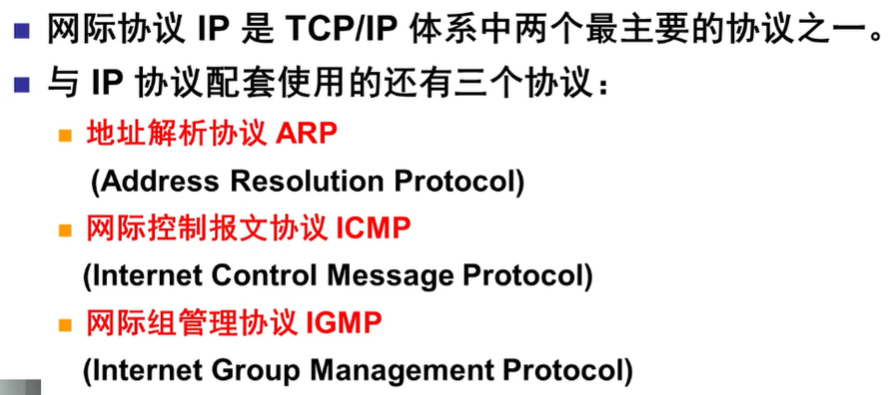 网际协议 IP 是 TCP/IP 体系中两个最主要的协议之一。
与 IP 协议配套使用的还有三个协议：
地址解析协议 ARP
(Address Resolution Protocol)
网际控制报文协议 ICMP
(Internet Control Message Protocol)
网际组管理协议 IGMP
(Internet Group Management Protocol)